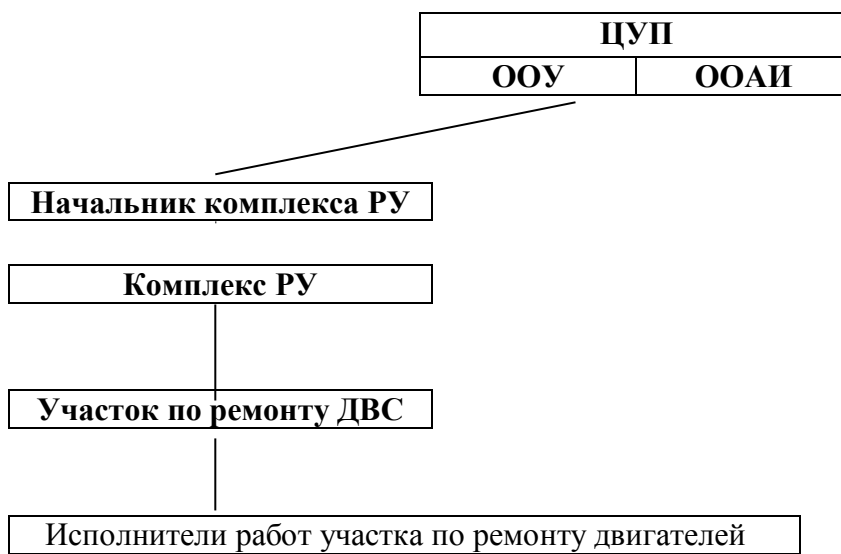 ЦУП
ООУ ООАИ
Начальник комплекса РУ
Комплекс РУ
Участок по ремонту ДВС
Исполнители работ участка по ремонту двигателей